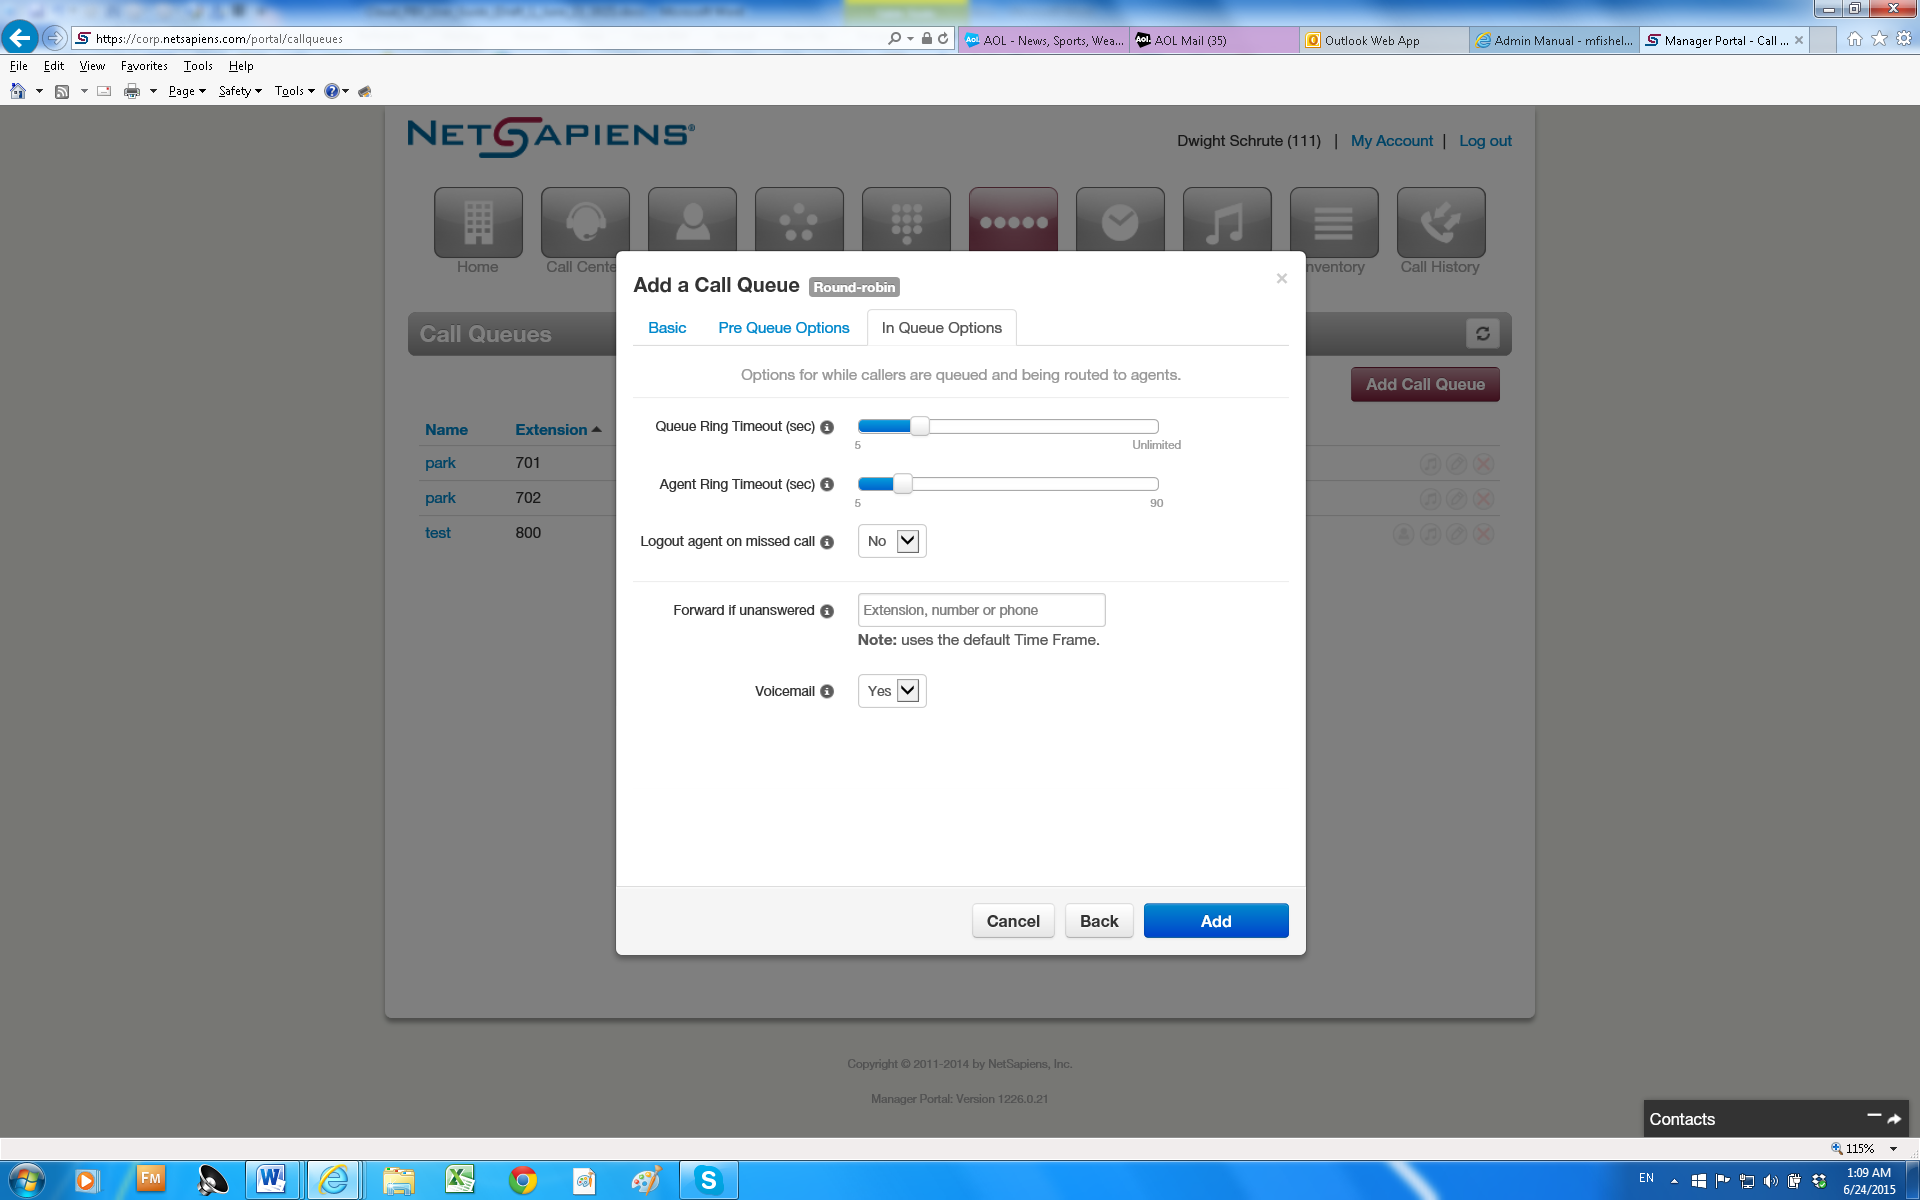 https://corp.netsapiens.com/portal/callqueues
AOL - News, Sports, Wea...
AOL Mail (35)
Outlook Web App
Admin Manual - mfishel...
Manager Portal - Call ...
File Edit View Favorites Tools Help
Page Safety Tools
NETSAPIENS®
Dwight Schrute (111) | My Account | Log out
Home
Call Cente
nventory
Call History
Add a Call Queue Round-robin
×
Basic
Pre Queue Options
In Queue Options
Call Queues
Options for while callers are queued and being routed to agents.
Add Call Queue
Name Extension
park 701
park 702
test 800
Queue Ring Timeout (sec)
5 Unlimited
Agent Ring Timeout (sec)
5 90
Logout agent on missed call No
Forward if unanswered Extension, number or phone
Note: uses the default Time Frame.
Voicemail Yes
Cancel Back Add
Copyright © 2011-2014 by NetSapiens, Inc.
Manager Portal: Version 1226.0.21
Contacts
115%
FM
EN
1:09 AM
6/24/2015